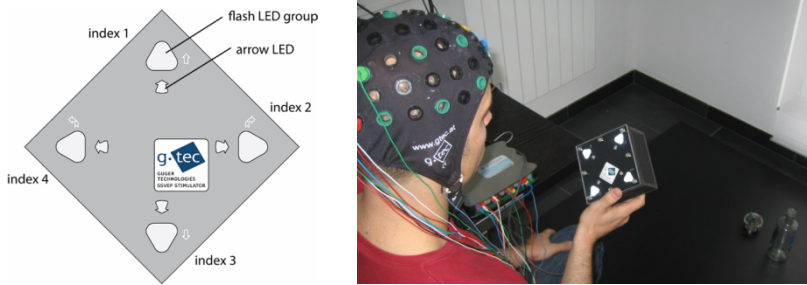 flash LED group
index 1
arrow LED
index 2
g.tec
GUGER
TECHNOLOGIES
SSVEP STIMULATOR
index 4
index 3
www.gtec.at
g.tec